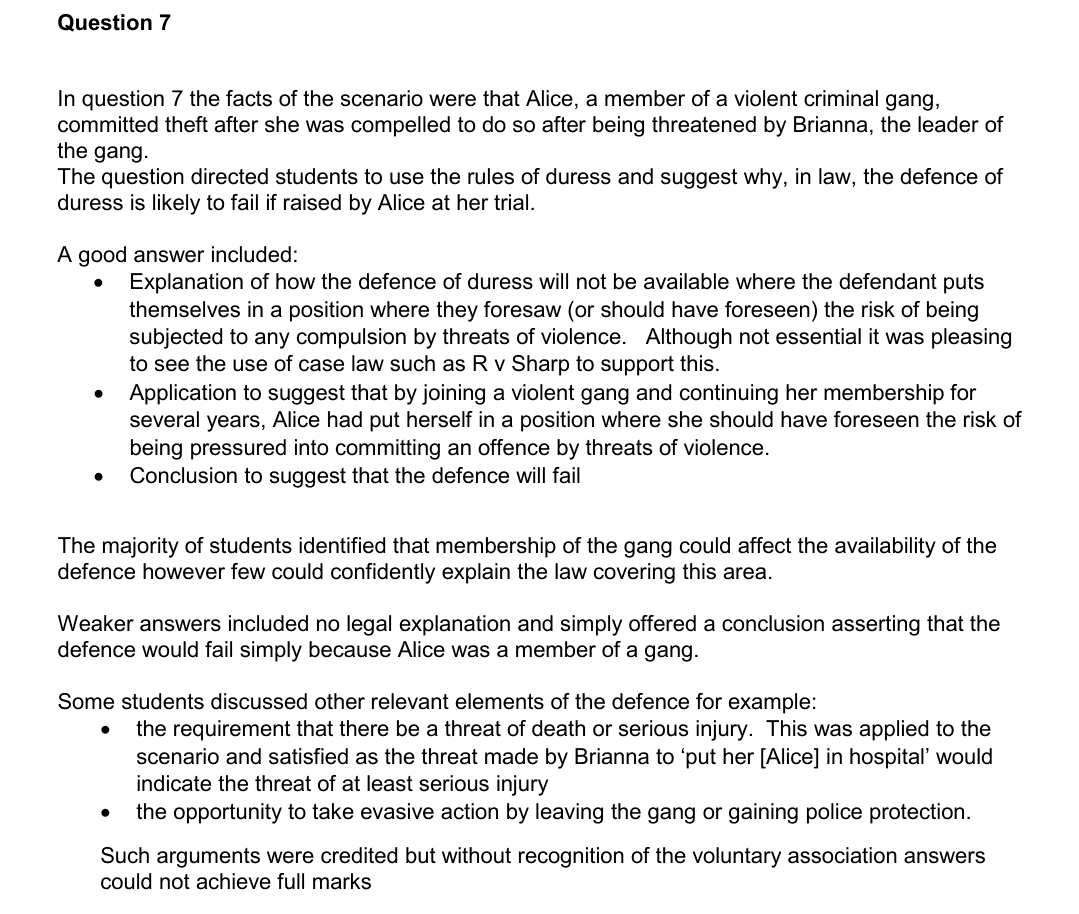 Question 7
In question 7 the facts of the scenario were that Alice, a member of a violent criminal gang,
committed theft after she was compelled to do so after being threatened by Brianna, the leader of
the gang.
The question directed students to use the rules of duress and suggest why, in law, the defence of
duress is likely to fail if raised by Alice at her trial.
A good answer included:
• Explanation of how the defence of duress will not be available where the defendant puts
themselves in a position where they foresaw (or should have foreseen) the risk of being
subjected to any compulsion by threats of violence.   Although not essential it was pleasing
to see the use of case law such as R v Sharp to support this.
• Application to suggest that by joining a violent gang and continuing her membership for
several years, Alice had put herself in a position where she should have foreseen the risk of
being pressured into committing an offence by threats of violence.
• Conclusion to suggest that the defence will fail
The majority of students identified that membership of the gang could affect the availability of the
defence however few could confidently explain the law covering this area.
Weaker answers included no legal explanation and simply offered a conclusion asserting that the
defence would fail simply because Alice was a member of a gang.
Some students discussed other relevant elements of the defence for example:
• the requirement that there be a threat of death or serious injury.  This was applied to the
scenario and satisfied as the threat made by Brianna to ‘put her [Alice] in hospital’ would
indicate the threat of at least serious injury
• the opportunity to take evasive action by leaving the gang or gaining police protection.
Such arguments were credited but without recognition of the voluntary association answers
could not achieve full marks